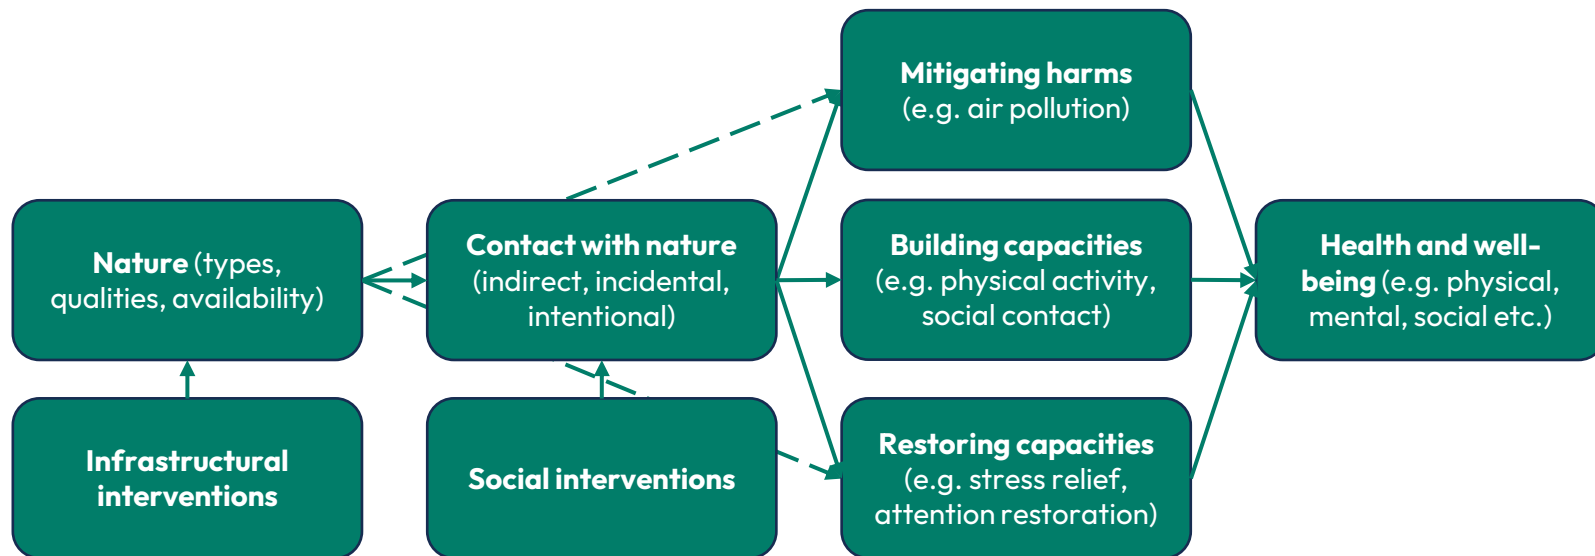 Mitigating harms
(e.g. air pollution)
Nature (types,
qualities, availability)
Contact with nature
(indirect, incidental,
intentional)
Building capacities
(e.g. physical activity,
social contact)
Health and well-
being (e.g. physical,
mental, social etc.)
Infrastructural
interventions
Social interventions
Restoring capacities
(e.g. stress relief,
attention restoration)